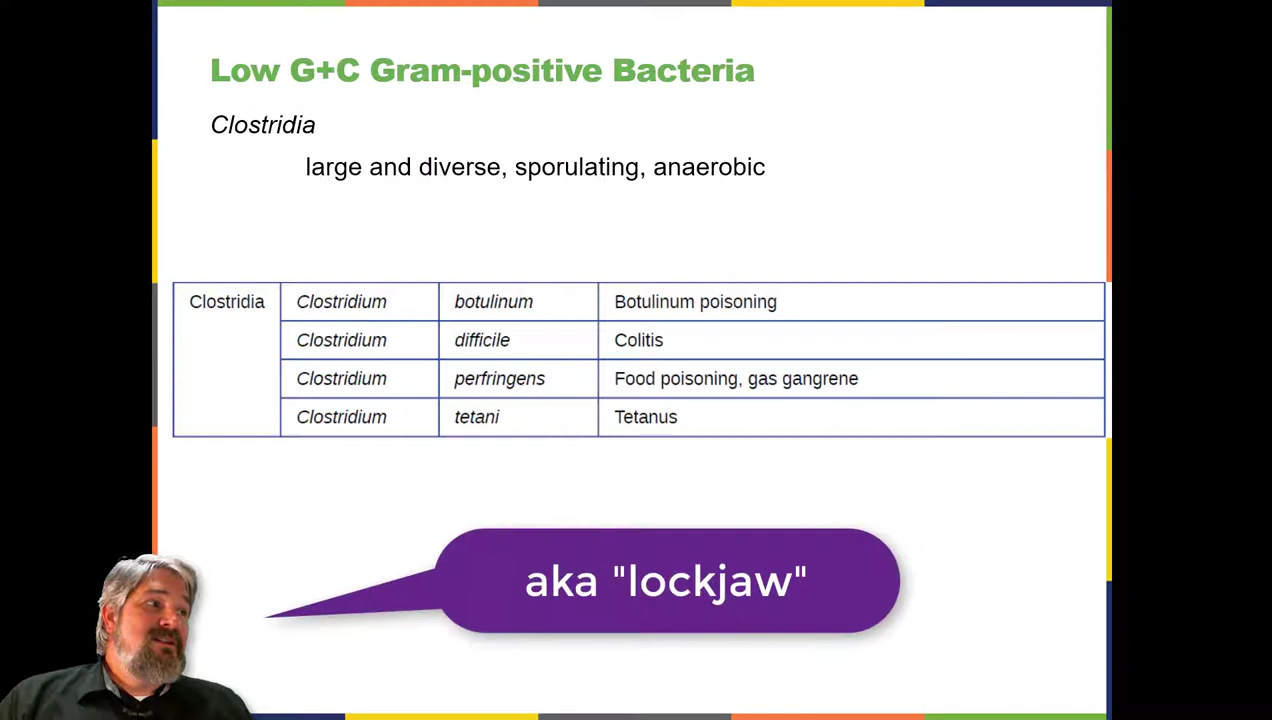 Low G+C Gram-positive Bacteria
Clostridia
large and diverse, sporulating, anaerobic
Clostridia Clostridium botulinum Botulinum poisoning
Clostridium difficile Colitis
Clostridium perfringens Food poisoning, gas gangrene
Clostridium tetani Tetanus
aka "lockjaw"